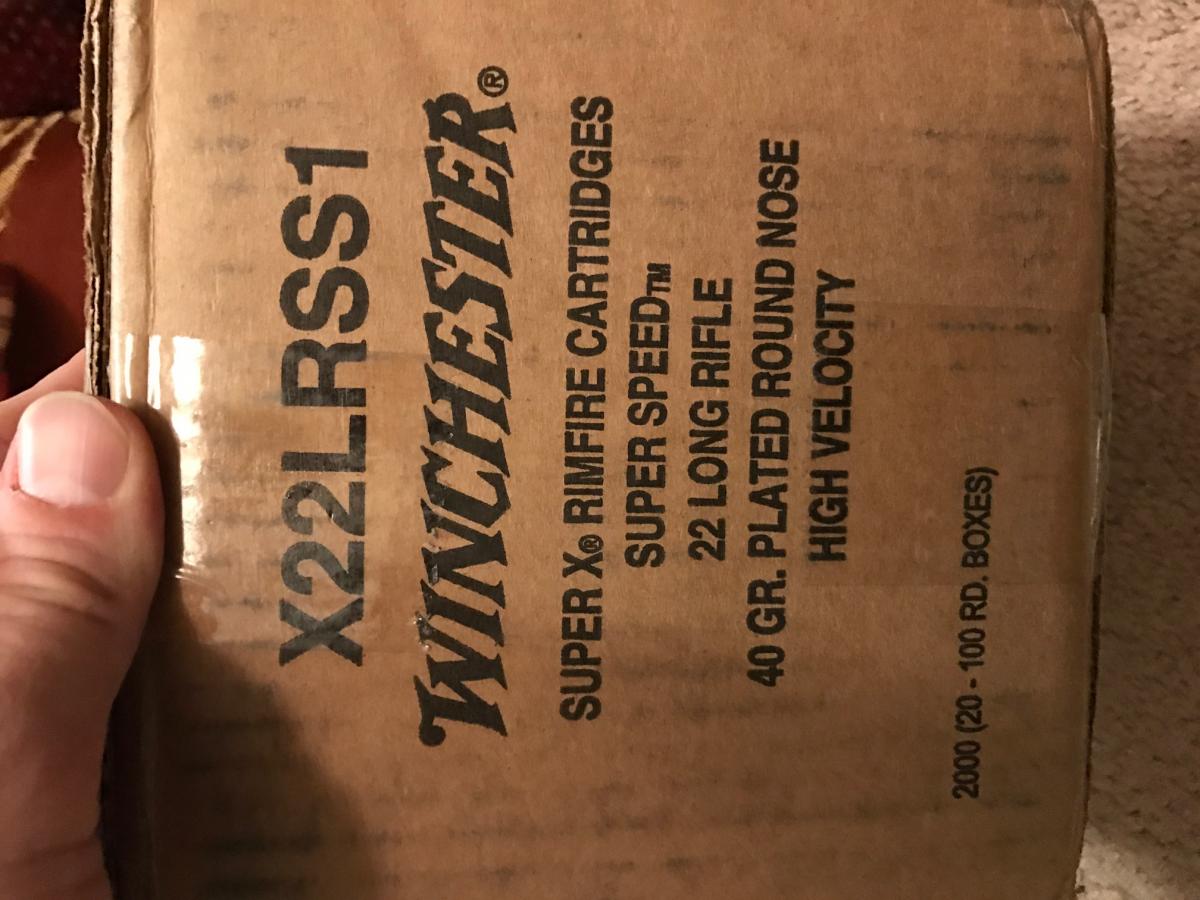 X22LRSS1
WINCHESTER®
SUPER X® RIMFIRE CARTRIDGES
SUPER SPEED™
22 LONG RIFLE
40 GR. PLATED ROUND NOSE
HIGH VELOCITY
2000 (20 - 100 RD. BOXES)